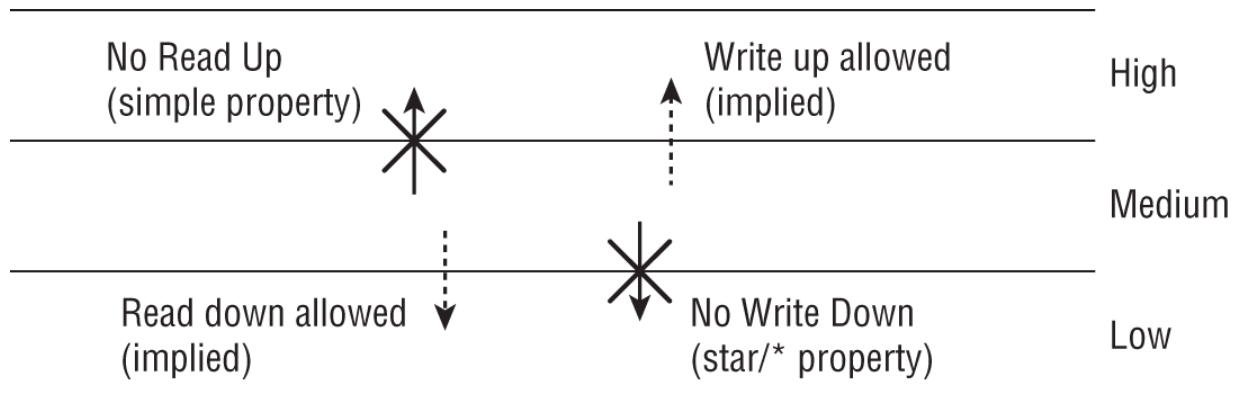 No Read Up
(simple property)
Write up allowed
(implied)
High
Medium
Read down allowed
(implied)
No Write Down
(star/* property)
Low